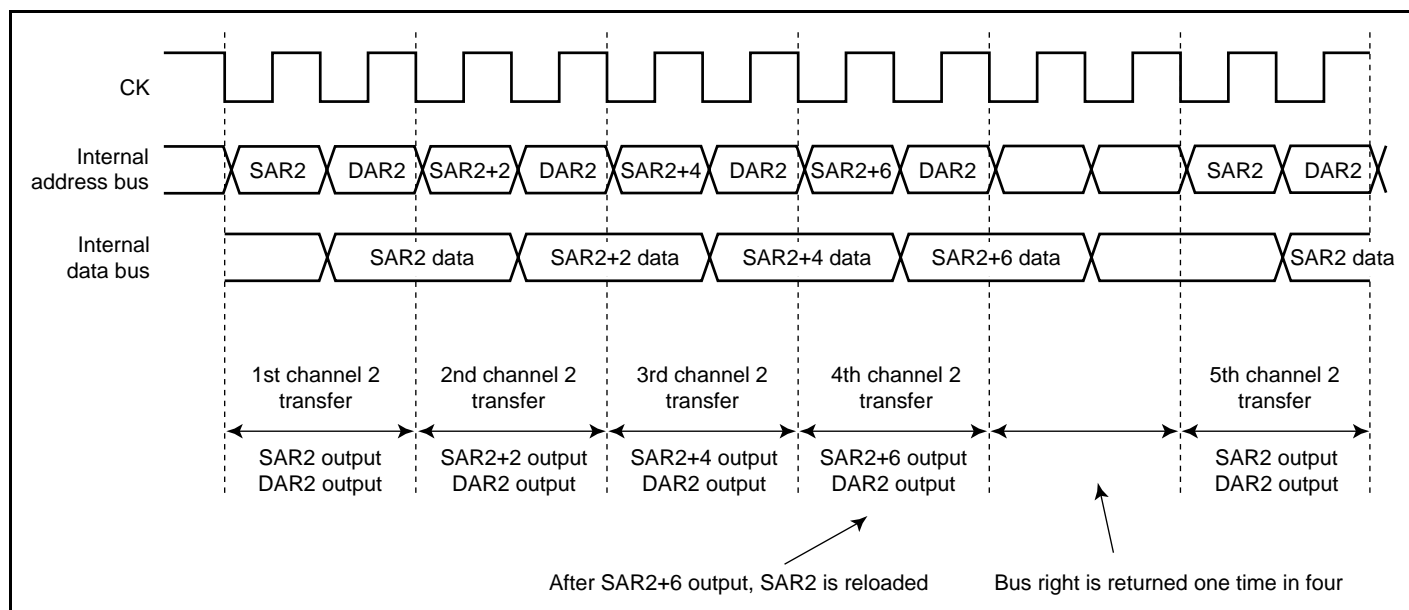 CK
Internal
address bus
SAR2 DAR2 SAR2+2 DAR2 SAR2+4 DAR2 SAR2+6 DAR2 SAR2 DAR2
Internal
data bus
SAR2 data SAR2+2 data SAR2+4 data SAR2+6 data SAR2 data
1st channel 2
transfer
2nd channel 2
transfer
3rd channel 2
transfer
4th channel 2
transfer
5th channel 2
transfer
SAR2 output
DAR2 output
SAR2+2 output
DAR2 output
SAR2+4 output
DAR2 output
SAR2+6 output
DAR2 output
SAR2 output
DAR2 output
After SAR2+6 output, SAR2 is reloaded
Bus right is returned one time in four